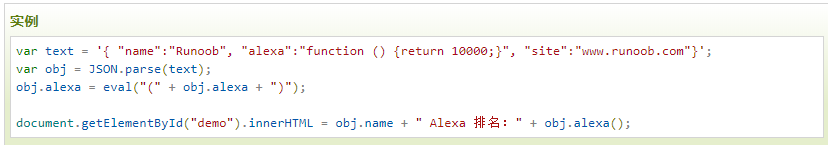 实例
var text = '{ "name":"Runoob", "alexa":"function () {return 10000;}", "site":"www.runoob.com"}';
var obj = JSON.parse(text);
obj.alexa = eval("(" + obj.alexa + ")");
document.getElementById("demo").innerHTML = obj.name + " Alexa 排名：" + obj.alexa();